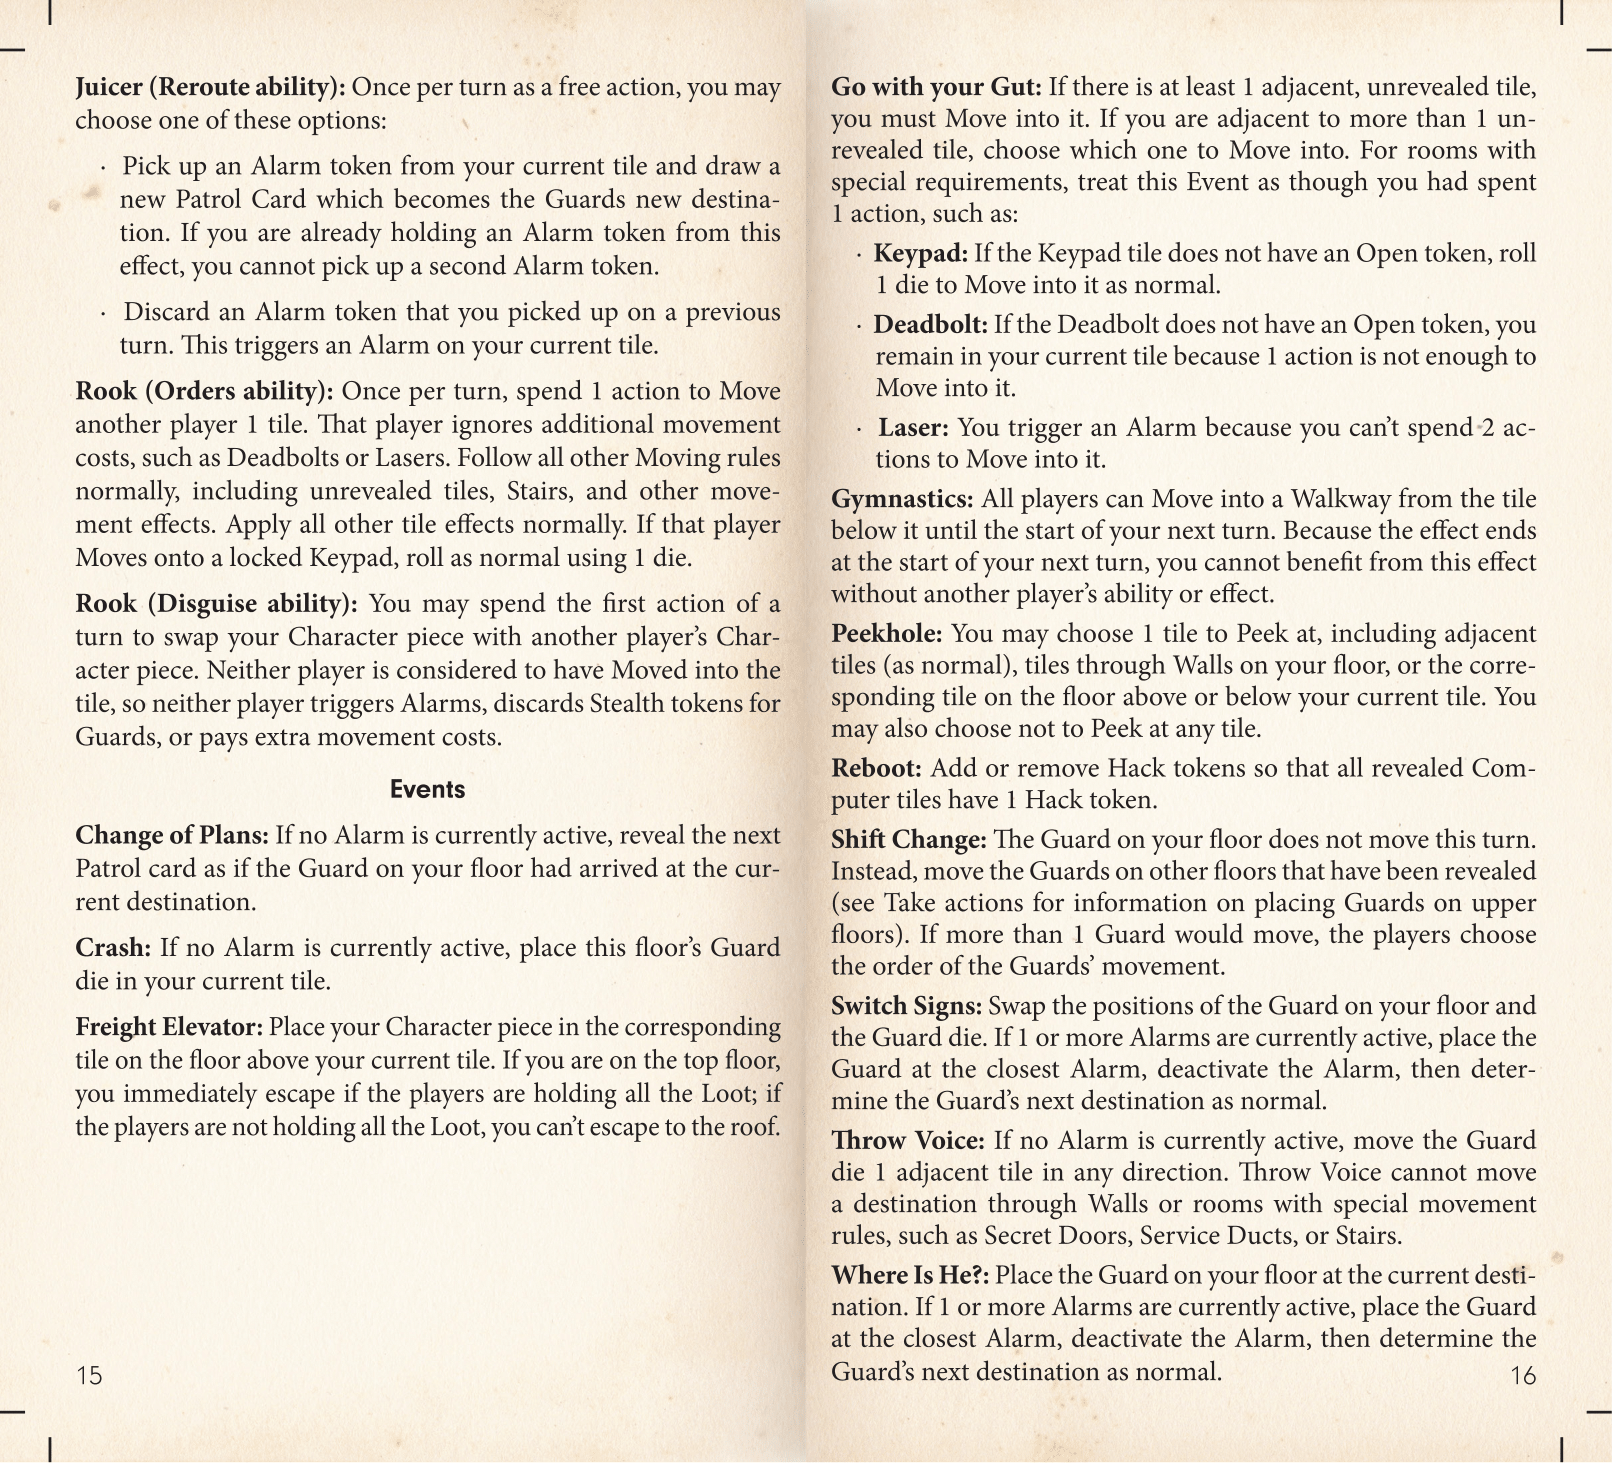 Juicer (Reroute ability): Once per turn as a free action, you may
choose one of these options:
· Pick up an Alarm token from your current tile and draw a
new Patrol Card which becomes the Guards new destina-
tion. If you are already holding an Alarm token from this
effect, you cannot pick up a second Alarm token.
· Discard an Alarm token that you picked up on a previous
turn. This triggers an Alarm on your current tile.
Rook (Orders ability): Once per turn, spend 1 action to Move
another player 1 tile. That player ignores additional movement
costs, such as Deadbolts or Lasers. Follow all other Moving rules
normally, including unrevealed tiles, Stairs, and other move-
ment effects. Apply all other tile effects normally. If that player
Moves onto a locked Keypad, roll as normal using 1 die.
Rook (Disguise ability): You may spend the first action of a
turn to swap your Character piece with another player's Char-
acter piece. Neither player is considered to have Moved into the
tile, so neither player triggers Alarms, discards Stealth tokens for
Guards, or pays extra movement costs.
Events
Change of Plans: If no Alarm is currently active, reveal the next
Patrol card as if the Guard on your floor had arrived at the cur-
rent destination.
Crash: If no Alarm is currently active, place this floor's Guard
die in your current tile.
Freight Elevator: Place your Character piece in the corresponding
tile on the floor above your current tile. If you are on the top floor,
you immediately escape if the players are holding all the Loot; if
the players are not holding all the Loot, you can't escape to the roof.
15
Go with your Gut: If there is at least 1 adjacent, unrevealed tile,
you must Move into it. If you are adjacent to more than 1 un-
revealed tile, choose which one to Move into. For rooms with
special requirements, treat this Event as though you had spent
1 action, such as:
· Keypad: If the Keypad tile does not have an Open token, roll
1 die to Move into it as normal.
· Deadbolt: If the Deadbolt does not have an Open token, you
remain in your current tile because 1 action is not enough to
Move into it.
· Laser: You trigger an Alarm because you can't spend 2 ac-
tions to Move into it.
Gymnastics: All players can Move into a Walkway from the tile
below it until the start of your next turn. Because the effect ends
at the start of your next turn, you cannot benefit from this effect
without another player's ability or effect.
Peekhole: You may choose 1 tile to Peek at, including adjacent
tiles (as normal), tiles through Walls on your floor, or the corre-
sponding tile on the floor above or below your current tile. You
may also choose not to Peek at any tile.
Reboot: Add or remove Hack tokens so that all revealed Com-
puter tiles have 1 Hack token.
Shift Change: The Guard on your floor does not move this turn.
Instead, move the Guards on other floors that have been revealed
(see Take actions for information on placing Guards on upper
floors). If more than 1 Guard would move, the players choose
the order of the Guards' movement.
Switch Signs: Swap the positions of the Guard on your floor and
the Guard die. If 1 or more Alarms are currently active, place the
Guard at the closest Alarm, deactivate the Alarm, then deter-
mine the Guard's next destination as normal.
Throw Voice: If no Alarm is currently active, move the Guard
die 1 adjacent tile in any direction. Throw Voice cannot move
a destination through Walls or rooms with special movement
rules, such as Secret Doors, Service Ducts, or Stairs.
Where Is He?: Place the Guard on your floor at the current desti-
nation. If 1 or more Alarms are currently active, place the Guard
at the closest Alarm, deactivate the Alarm, then determine the
Guard's next destination as normal.
16